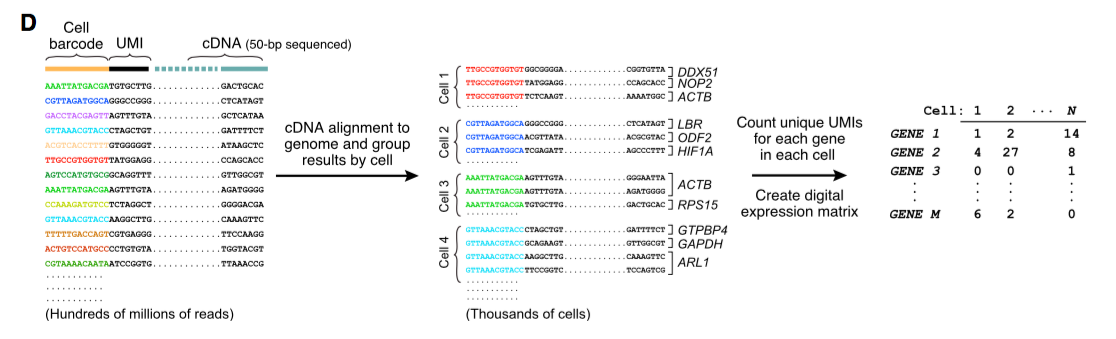 D
Cell barcode UMI cDNA (50-bp sequenced)
AAATTATGACGATGTGCTTG...........GACTGCAC
CGTTAGATGGCAGGGCCGGG...........CTCATAGT
GACCTACGAGTTAGTTTGTA...........GCTCATAA
GTTAAACGTACCCTAGCTGT...........GATTTTCT
ACGTCACCTTTTGTGGGGGT...........ATAAGCTC
TTGCCGTGGTGTTATGGAGG...........CCAGCACC
AGTCCATGTGCGGCAGGTTT...........GTTGGCGT
AAATTATGACGAAGTTTGTA...........AGATGGGG
CCAAAGATGTCCTCTAGGCT...........GGGGACGA
GTTAAACGTACCAAGGCTTG...........CAAAGTTC
TTTTTGACCAGTCGTGAGGG...........TTCCAAGG
ACTGTCCATGCCCCTGTGTA...........TGGTACGT
CGTAAAACAATAATCCGGTG...........TTAAACCG
...........
...........
...........
(Hundreds of millions of reads)
cDNA alignment to
genome and group
results by cell
Cell 1
TTGCCGTGGTGTGGCGGGGA...........CGGTGTTA DDX51
TTGCCGTGGTGTTATGGAGG...........CCAGCACC NOP2
TTGCCGTGGTGTTCTCAAGT...........AAAATGGC ACTB
...........
Cell 2
CGTTAGATGGCAGGGCCGGG...........CTCATAGT LBR
CGTTAGATGGCAACGTTATA...........ACGCGTAC ODF2
CGTTAGATGGCATCGAGATT...........AGCCCTTT HIF1A
...........
Cell 3
AAATTATGACGAAGTTTGTA...........GGGAATTA ACTB
AAATTATGACGAAGTTTGTA...........AGATGGGG
AAATTATGACGATGTGCTTG...........GACTGCAC RPS15
...........
Cell 4
GTTAAACGTACCCTAGCTGT...........GATTTTCT GTPBP4
GTTAAACGTACCGCAGAAGT...........GTTGGCGT GAPDH
GTTAAACGTACCAAGGCTTG...........CAAAGTTC ARL1
GTTAAACGTACCTTCCGGTC...........TCCAGTCG
...........
...........
...........
(Thousands of cells)
Count unique UMIs
for each gene
in each cell
Create digital
expression matrix
Cell: 1 2 ··· N
GENE 1 1 2 14
GENE 2 4 27 8
GENE 3 0 0 1
GENE M 6 2 0